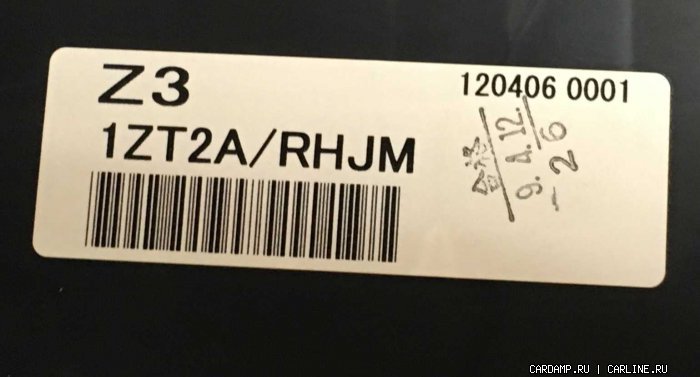 Z3
120406 0001
1ZT2A/RHJM
合格
9.4.12.
-26
CARDAMP.RU | CARLINE.RU